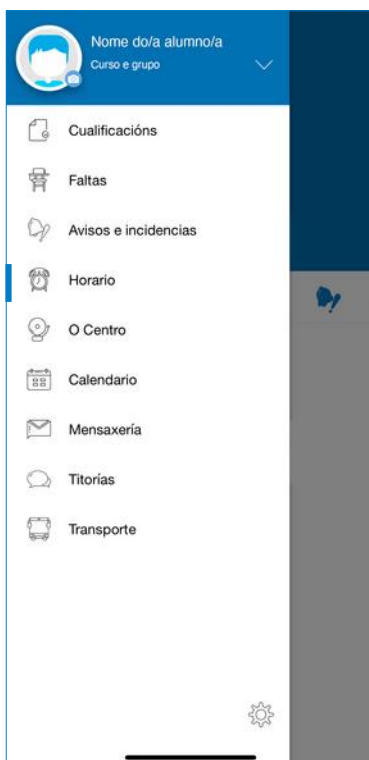 Nome do/a alumno/a
Curso e grupo
Cualificacións
Faltas
Avisos e incidencias
Horario
O Centro
Calendario
Mensaxería
Titorías
Transporte